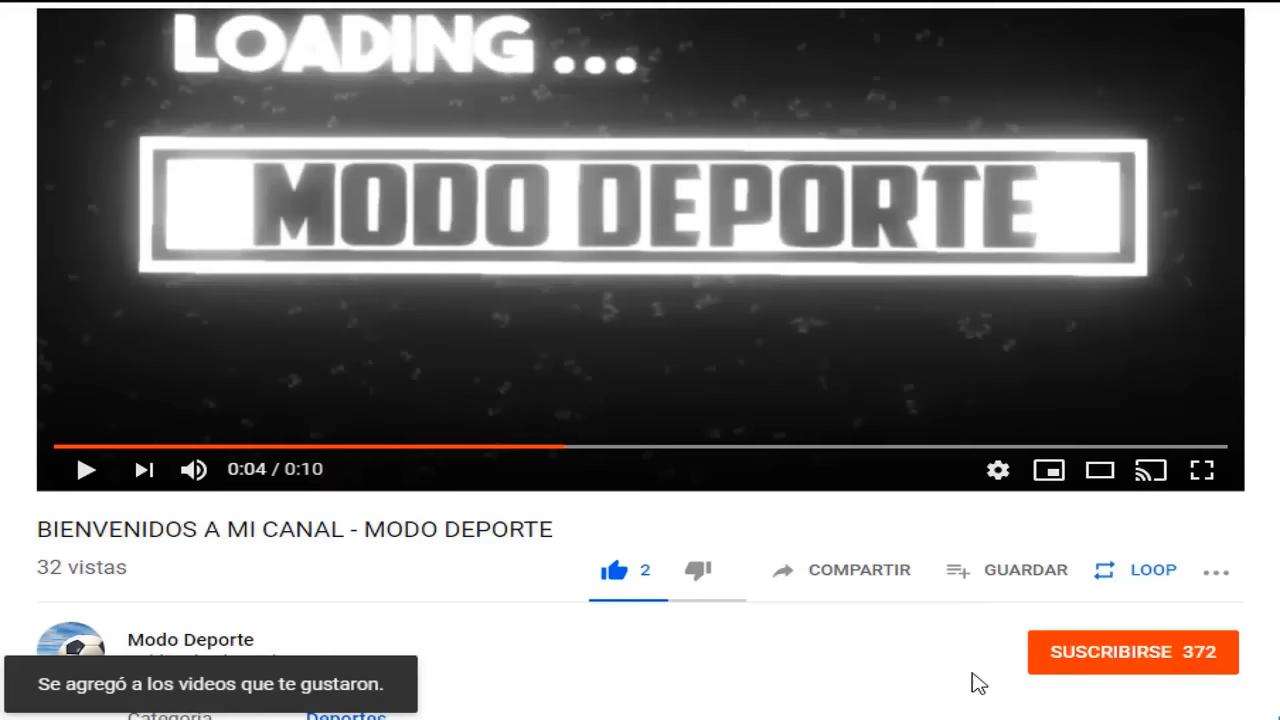 LOADING ...
MODO DEPORTE
0:04 / 0:10
BIENVENIDOS A MI CANAL - MODO DEPORTE
32 vistas
2
COMPARTIR
GUARDAR
LOOP
Modo Deporte
SUSCRIBIRSE 372
Se agregó a los videos que te gustaron.
Categoría
Deportes